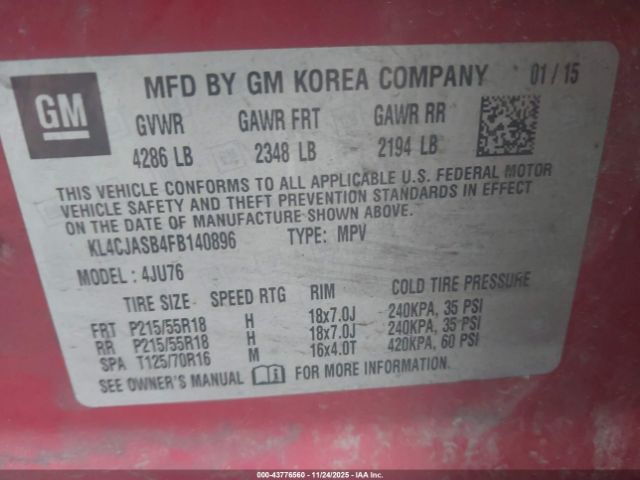 GM MFD BY GM KOREA COMPANY 01 / 15
GVWR GAWR FRT GAWR RR
4286 LB 2348 LB 2194 LB
THIS VEHICLE CONFORMS TO ALL APPLICABLE U.S. FEDERAL MOTOR
VEHICLE SAFETY AND THEFT PREVENTION STANDARDS IN EFFECT
ON THE DATE OF MANUFACTURE SHOWN ABOVE.
KL4CJASB4FB140896 TYPE: MPV
MODEL : 4JU76
TIRE SIZE SPEED RTG RIM COLD TIRE PRESSURE
FRT P215/55R18 H 18x7.0J 240KPA, 35 PSI
RR P215/55R18 H 18x7.0J 240KPA, 35 PSI
SPA T125/70R16 M 16x4.0T 420KPA, 60 PSI
SEE OWNER'S MANUAL FOR MORE INFORMATION.
000-43776560 - 11/24/2025 - IAAI.com